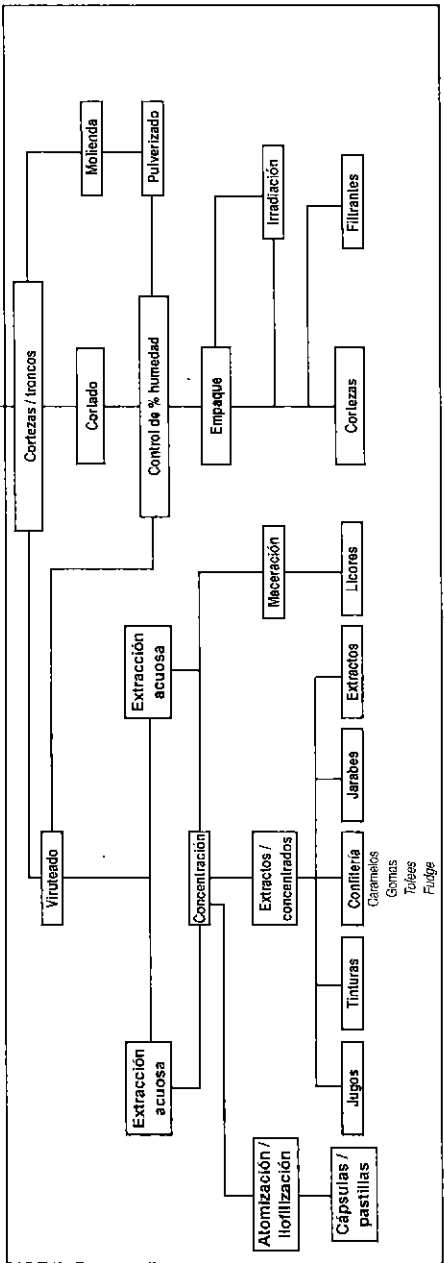 Cortezas / troncos
Viruteado
Cortado
Molienda
Pulverizado
Control de % humedad
Extracción
acuosa
Extracción
acuosa
Empaque
Irradiación
Concentración
Maceración
Atomización /
liofilización
Extractos /
concentrados
Cápsulas /
pastillas
Jugos
Tinturas
Confitería
Caramelos
Gomas
Tofees
Fudge
Jarabes
Extractos
Licores
Cortezas
Filtrantes